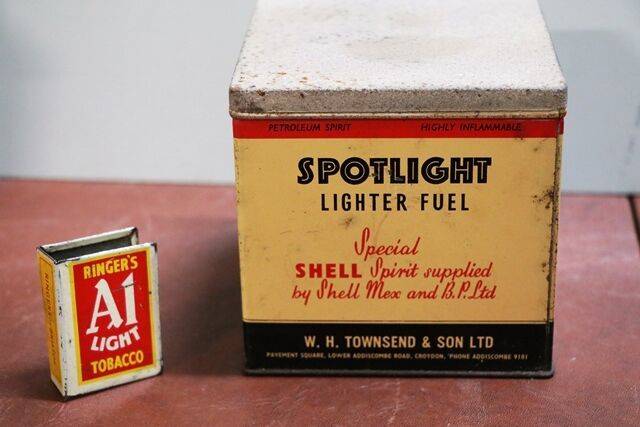 PETROLEUM SPIRIT HIGHLY INFLAMMABLE
SPOTLIGHT
LIGHTER FUEL
Special
SHELL Spirit supplied
by Shell Mex and B.P. Ltd
W. H. TOWNSEND & SON LTD
PAVEMENT SQUARE, LOWER ADDISCOMBE ROAD, CROYDON, 'PHONE ADDISCOMBE 9101
RINGER'S
A1
LIGHT
TOBACCO